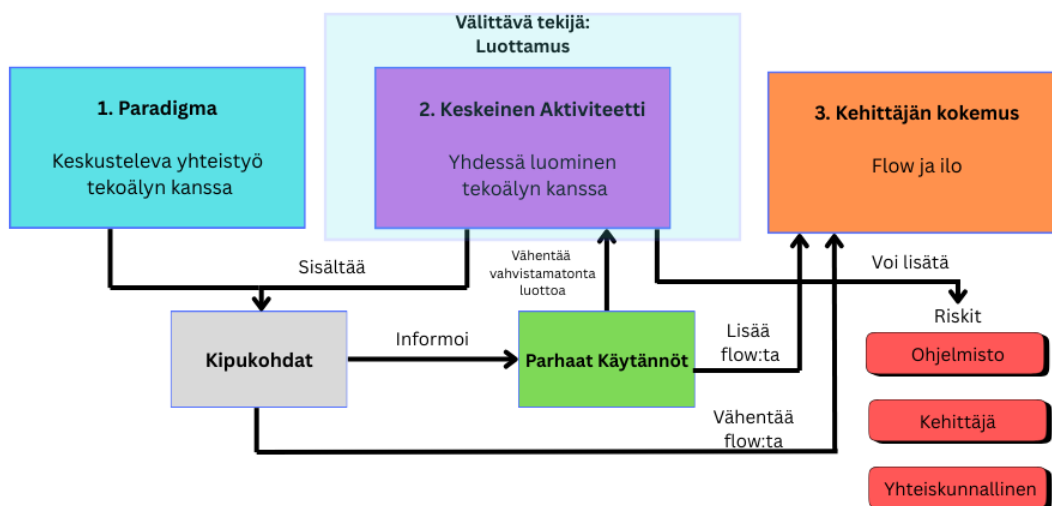 Välittävä tekijä:
Luottamus
1. Paradigma
Keskusteleva yhteistyö
tekoälyn kanssa
2. Keskeinen Aktiviteetti
Yhdessä luominen
tekoälyn kanssa
3. Kehittäjän kokemus
Flow ja ilo
Sisältää
Vähentää
vahvistamatonta
luottoa
Voi lisätä
Kipukohdat
Informoi
Parhaat Käytännöt
Lisää
flow:ta
Vähentää
flow:ta
Riskit
Ohjelmisto
Kehittäjä
Yhteiskunnallinen